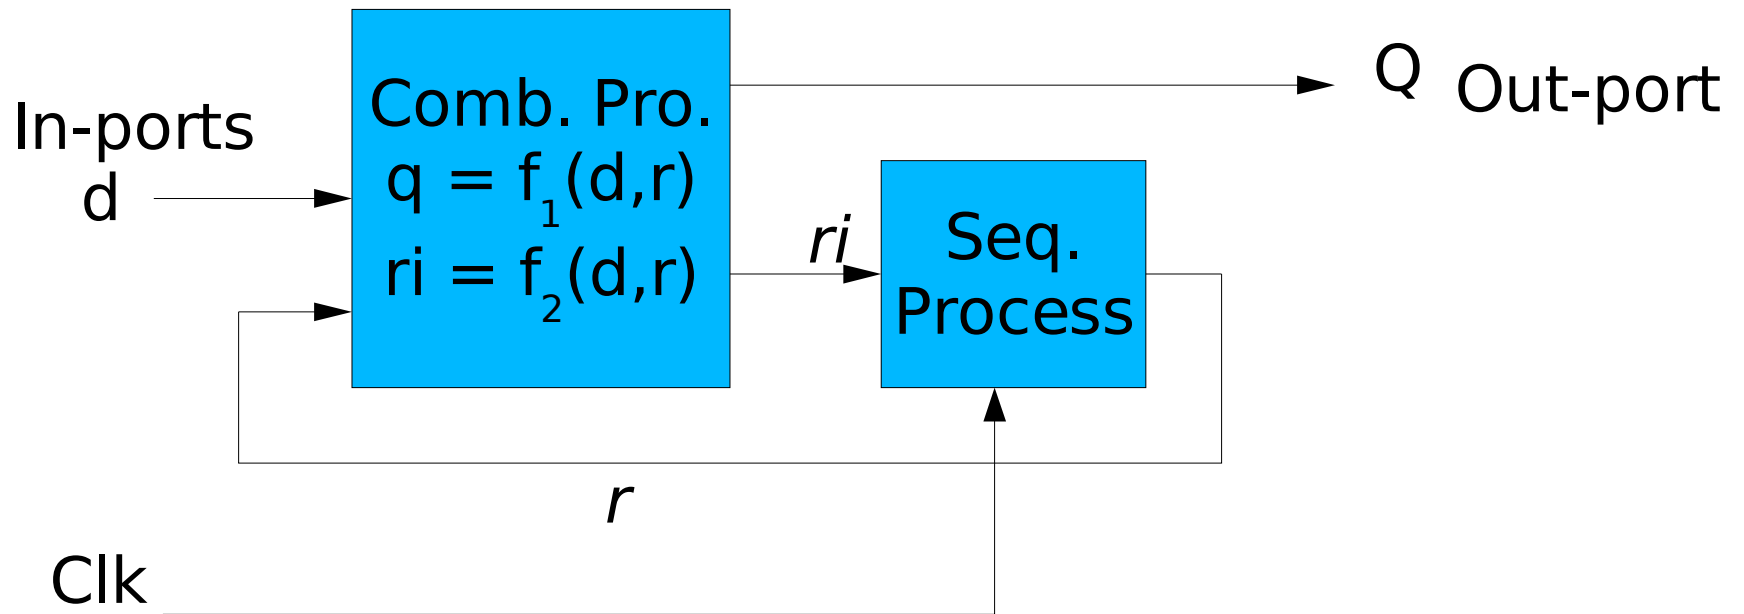 In-ports
d
Comb. Pro.
q = f₁(d,r)
ri = f₂(d,r)
ri
Seq.
Process
Q
Out-port
r
Clk